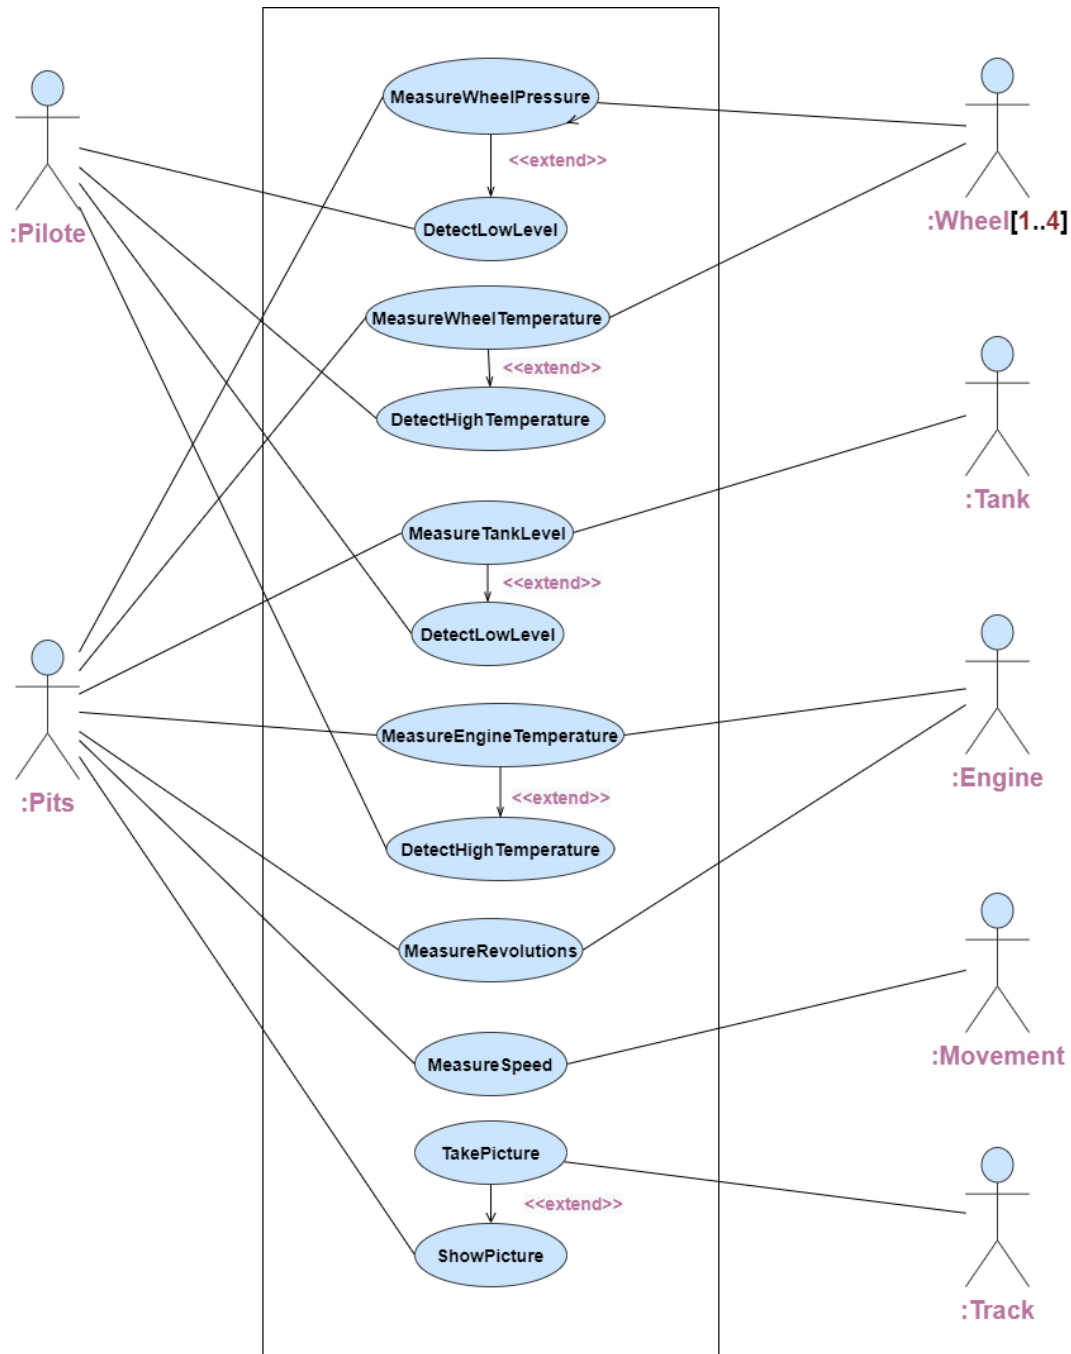 MeasureWheelPressure
<<extend>>
:Pilote
DetectLowLevel
:Wheel[1..4]
MeasureWheelTemperature
<<extend>>
DetectHighTemperature
:Tank
MeasureTankLevel
<<extend>>
DetectLowLevel
MeasureEngineTemperature
:Engine
:Pits
<<extend>>
DetectHighTemperature
MeasureRevolutions
:Movement
MeasureSpeed
TakePicture
<<extend>>
ShowPicture
:Track